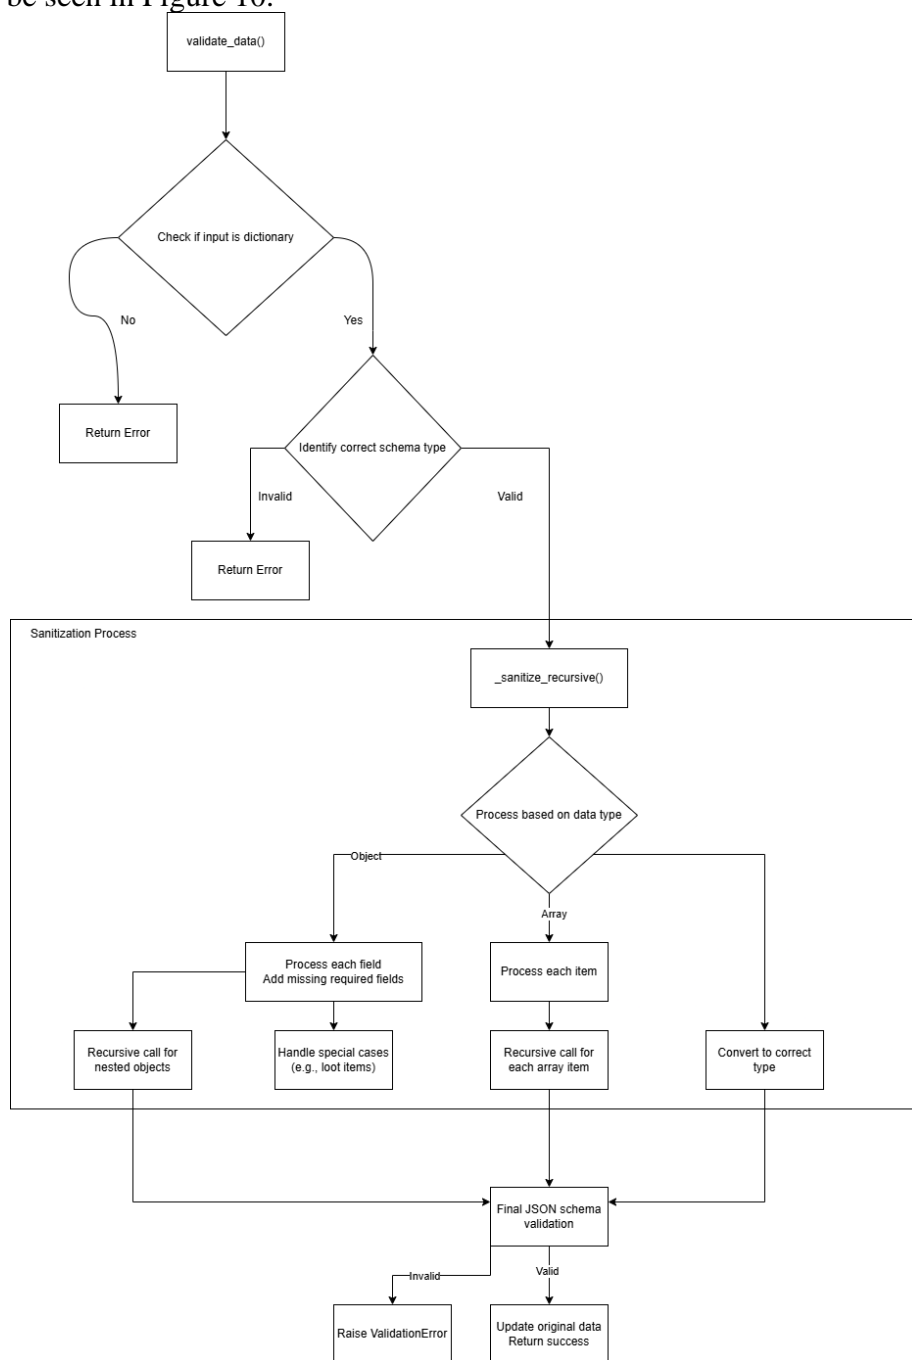 be seen in Figure 10.
validate_data()
Check if input is dictionary
No
Yes
Return Error
Identify correct schema type
Invalid
Valid
Return Error
Sanitization Process
_sanitize_recursive()
Process based on data type
Object
Array
Process each field
Add missing required fields
Process each item
Recursive call for
nested objects
Handle special cases
(e.g., loot items)
Recursive call for
each array item
Convert to correct
type
Final JSON schema
validation
Invalid
Valid
Raise ValidationError
Update original data
Return success